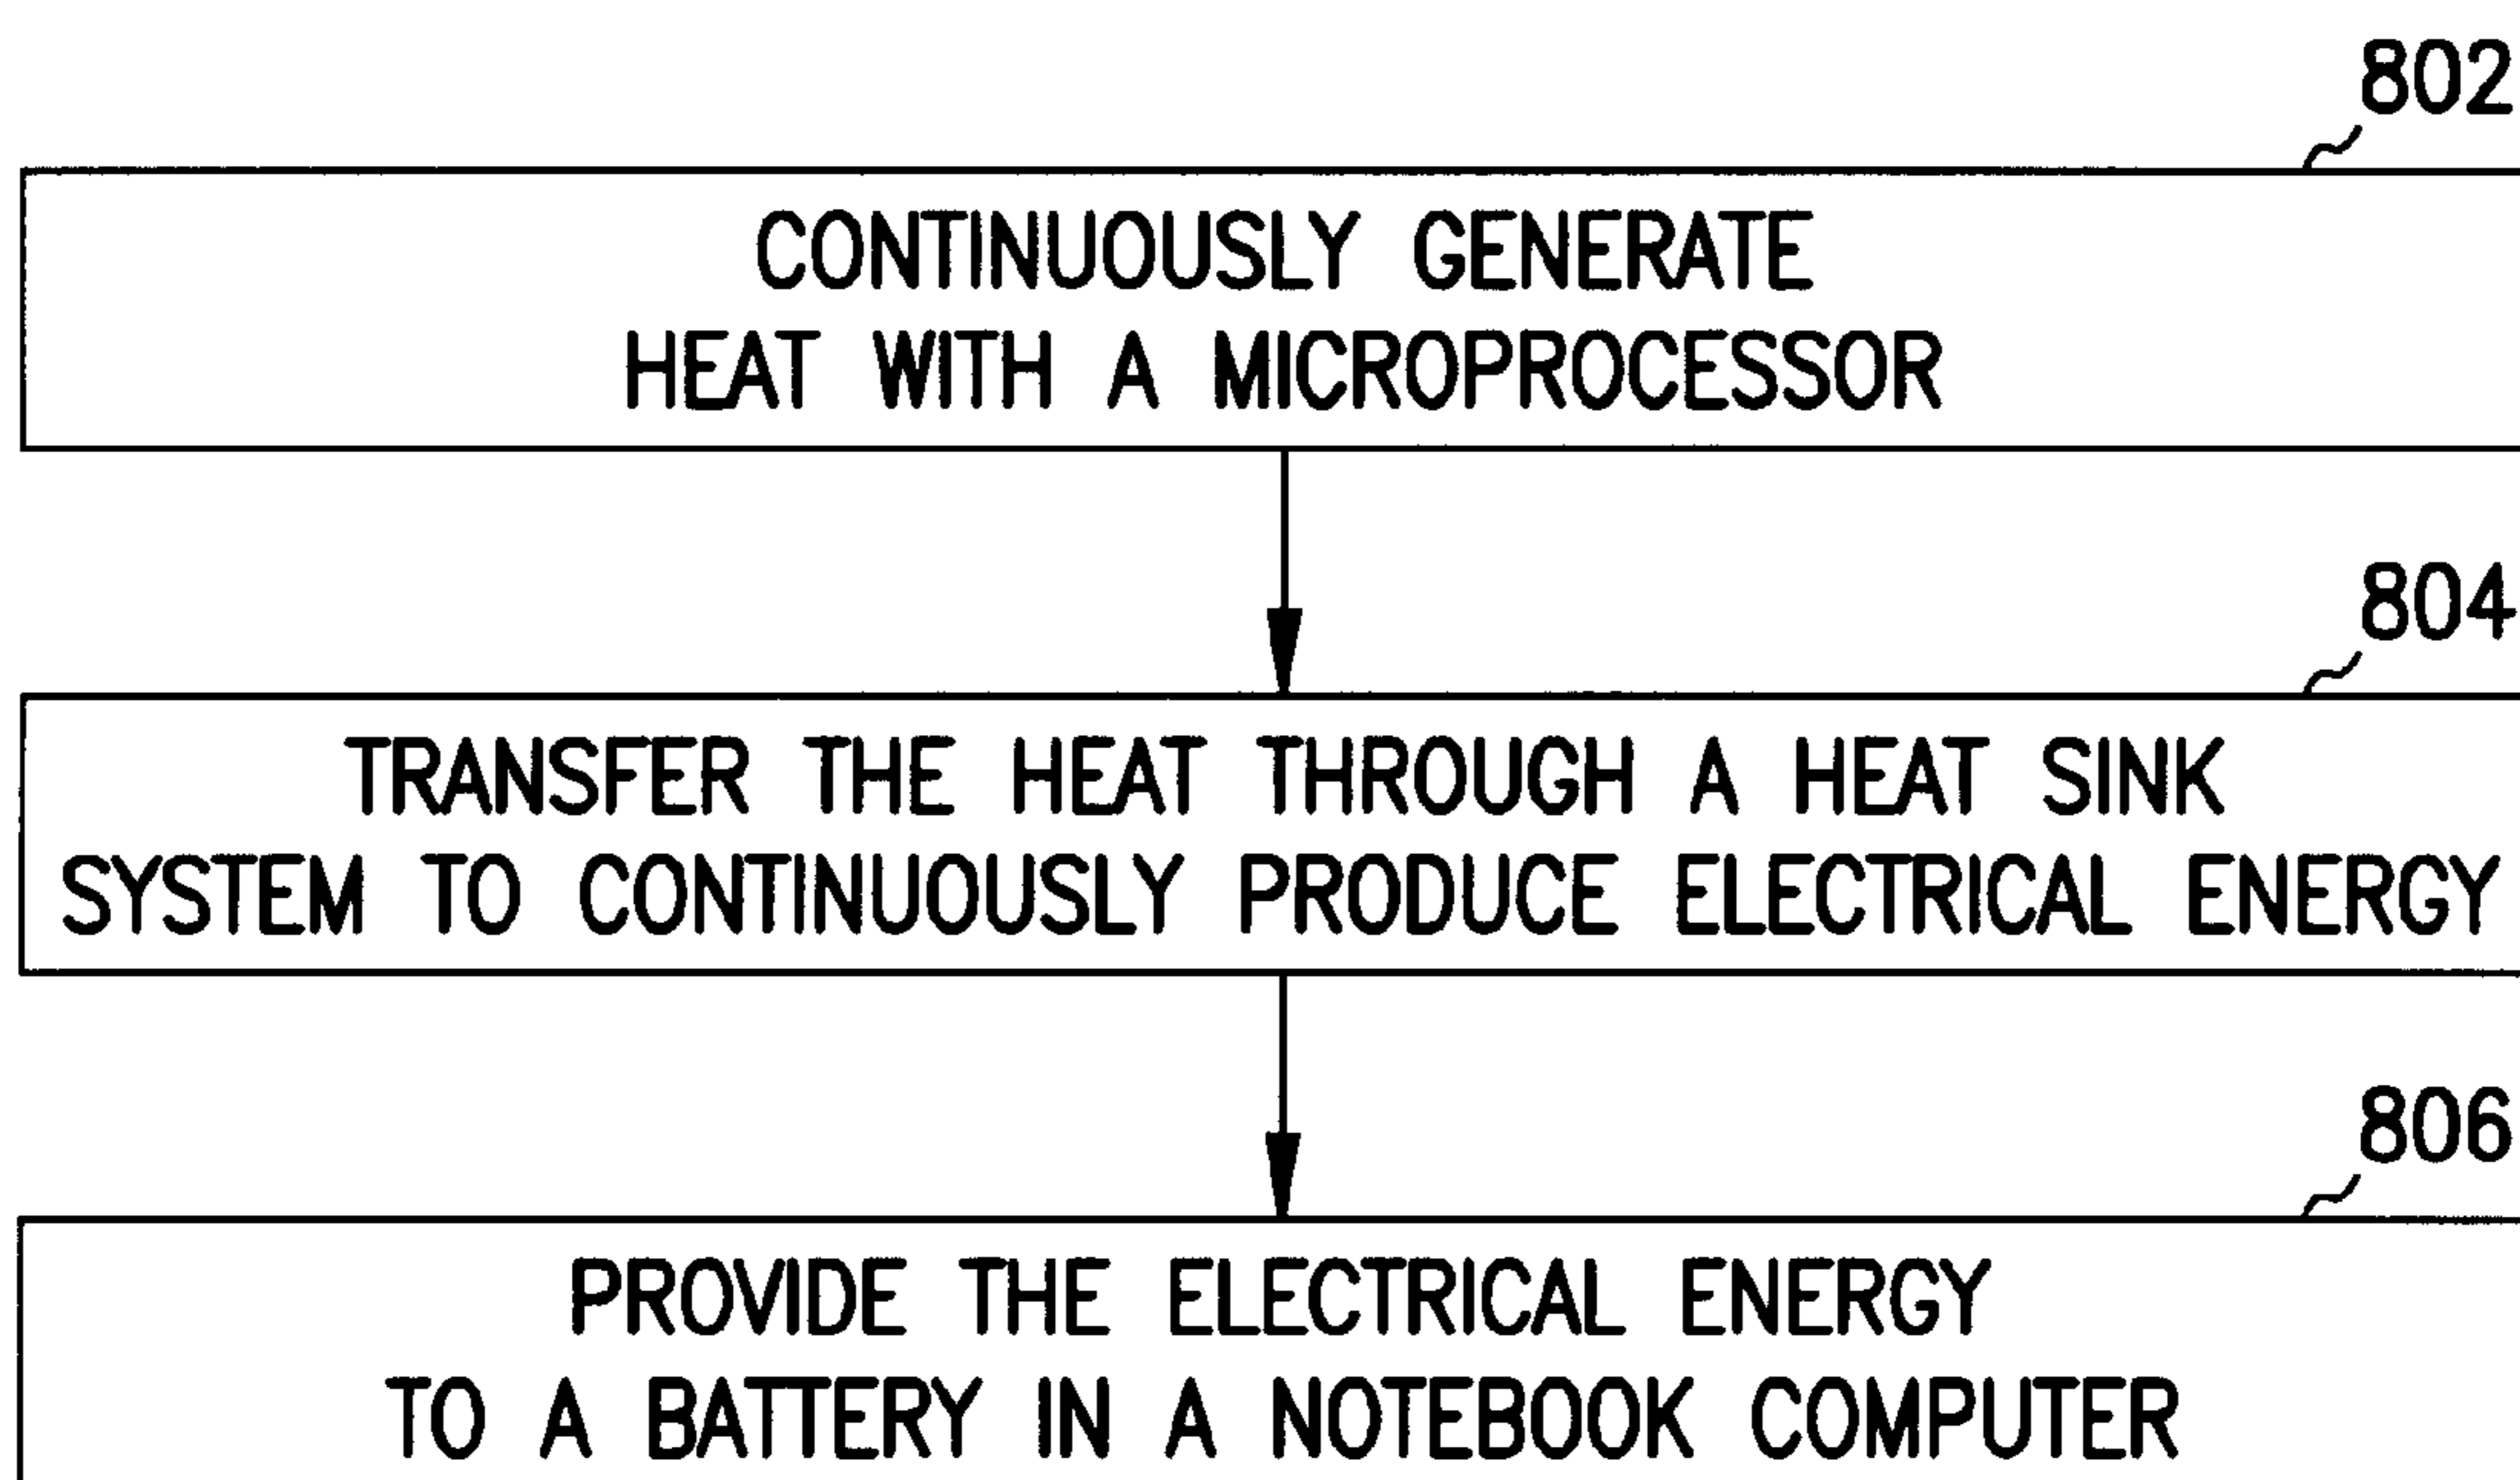 802
CONTINUOUSLY GENERATE
HEAT WITH A MICROPROCESSOR
804
TRANSFER THE HEAT THROUGH A HEAT SINK
SYSTEM TO CONTINUOUSLY PRODUCE ELECTRICAL ENERGY
806
PROVIDE THE ELECTRICAL ENERGY
TO A BATTERY IN A NOTEBOOK COMPUTER